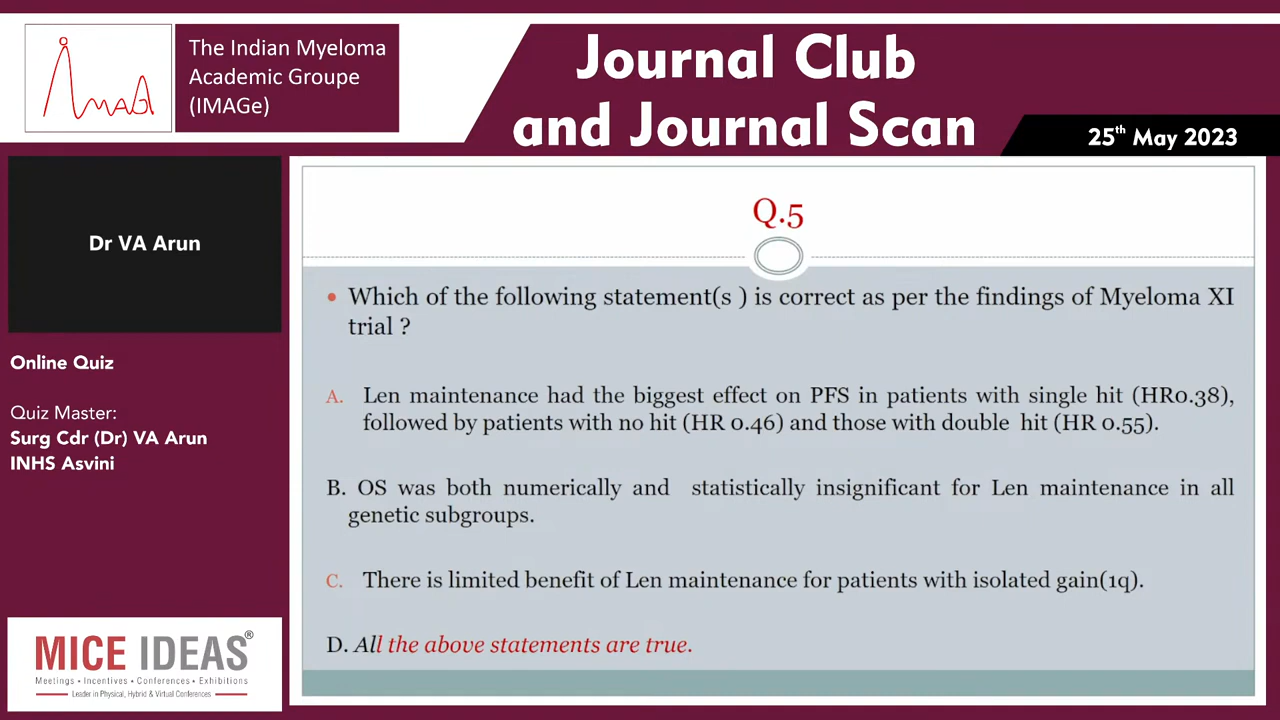 IMAGe
The Indian Myeloma
Academic Groupe
(IMAGe)
Journal Club
and Journal Scan
25th May 2023
Dr VA Arun
Online Quiz
Quiz Master:
Surg Cdr (Dr) VA Arun
INHS Asvini
MICE IDEAS®
Meetings • Incentives • Conferences • Exhibitions
Leader in Physical, Hybrid & Virtual Conferences
Q.5
• Which of the following statement(s ) is correct as per the findings of Myeloma XI
trial ?
A. Len maintenance had the biggest effect on PFS in patients with single hit (HR0.38),
followed by patients with no hit (HR 0.46) and those with double hit (HR 0.55).
B. OS was both numerically and statistically insignificant for Len maintenance in all
genetic subgroups.
C. There is limited benefit of Len maintenance for patients with isolated gain(1q).
D. All the above statements are true.